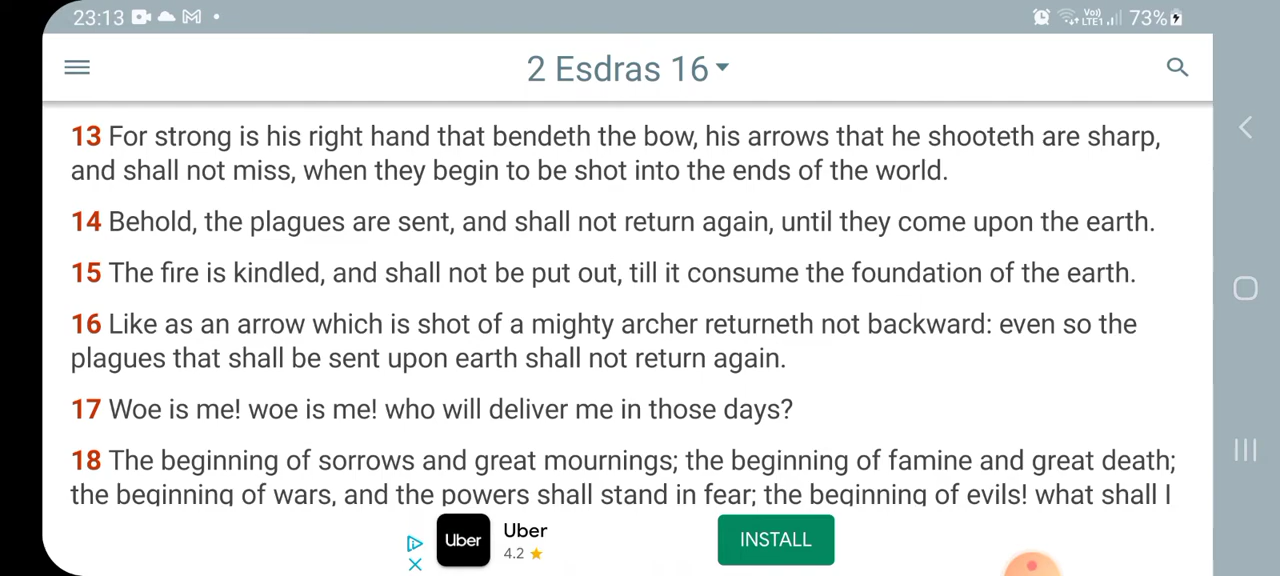 23:13
Vo) LTE1 73%
2 Esdras 16
13 For strong is his right hand that bendeth the bow, his arrows that he shooteth are sharp,
and shall not miss, when they begin to be shot into the ends of the world.
14 Behold, the plagues are sent, and shall not return again, until they come upon the earth.
15 The fire is kindled, and shall not be put out, till it consume the foundation of the earth.
16 Like as an arrow which is shot of a mighty archer returneth not backward: even so the
plagues that shall be sent upon earth shall not return again.
17 Woe is me! woe is me! who will deliver me in those days?
18 The beginning of sorrows and great mournings; the beginning of famine and great death;
the beginning of wars, and the powers shall stand in fear; the beginning of evils! what shall I
Uber
Uber
4.2 ★
INSTALL